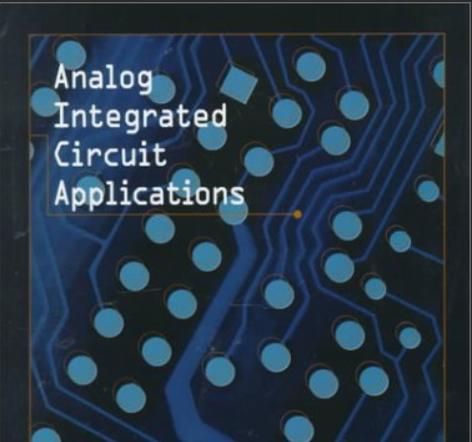 Analog
Integrated
Circuit
Applications